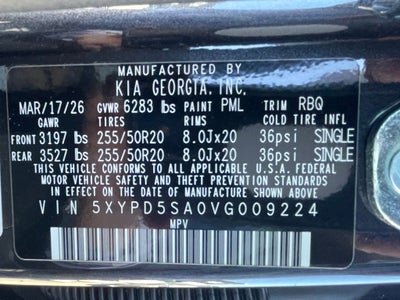 MANUFACTURED BY
KIA GEORGIA, INC.
MAR/17/26 GVWR 6283 lbs PAINT PML TRIM RBQ
GAWR TIRES RIMS COLD TIRE INFL
FRONT 3197 lbs 255/50R20 8.0Jx20 36psi SINGLE
REAR 3527 lbs 255/50R20 8.0Jx20 36psi SINGLE
THIS VEHICLE CONFORMS TO ALL APPLICABLE U.S.A. FEDERAL
MOTOR VEHICLE SAFETY, BUMPER, AND
THEFT PREVENTION STANDARDS IN EFFECT ON
THE DATE OF MANUFACTURE SHOWN ABOVE
VIN 5XYPD5SA0VG009224
MPV